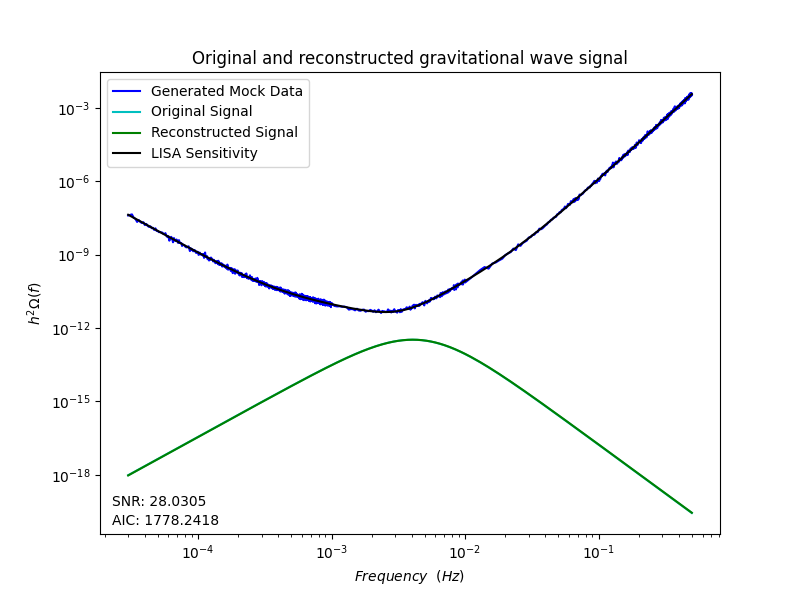 Original and reconstructed gravitational wave signal
Generated Mock Data
Original Signal
Reconstructed Signal
LISA Sensitivity
10⁻³
10⁻⁶
10⁻⁹
10⁻¹²
10⁻¹⁵
10⁻¹⁸
h²Ω(f)
SNR: 28.0305
AIC: 1778.2418
10⁻⁴ 10⁻³ 10⁻² 10⁻¹
Frequency (Hz)